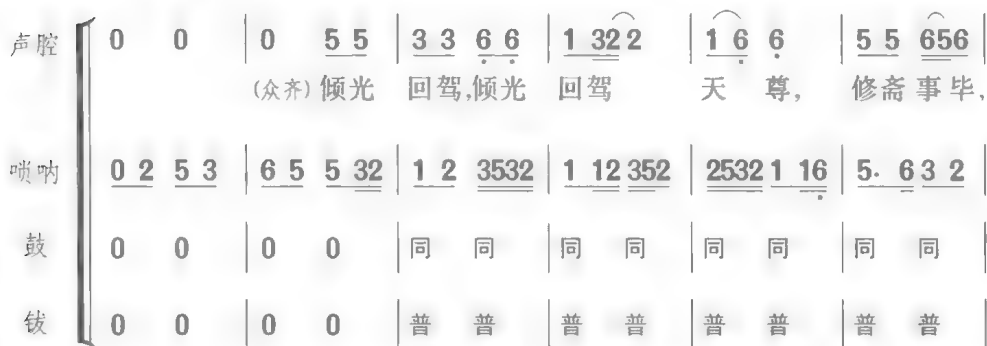 声腔 0 0 | 0 5 5 | 3 3 6 6 | 1 32 2 | 1 6 6 | 5 5 656 |
(众齐) 倾光 回驾,倾光 回驾 天 尊, 修斋 事毕,
唢呐 0 2 5 3 | 6 5 5 32 | 1 2 3532 | 1 12 352 | 2532 1 16 | 5· 6 3 2 |
鼓 0 0 | 0 0 | 同 同 | 同 同 | 同 同 | 同 同 |
钹 0 0 | 0 0 | 普 普 | 普 普 | 普 普 | 普 普 |